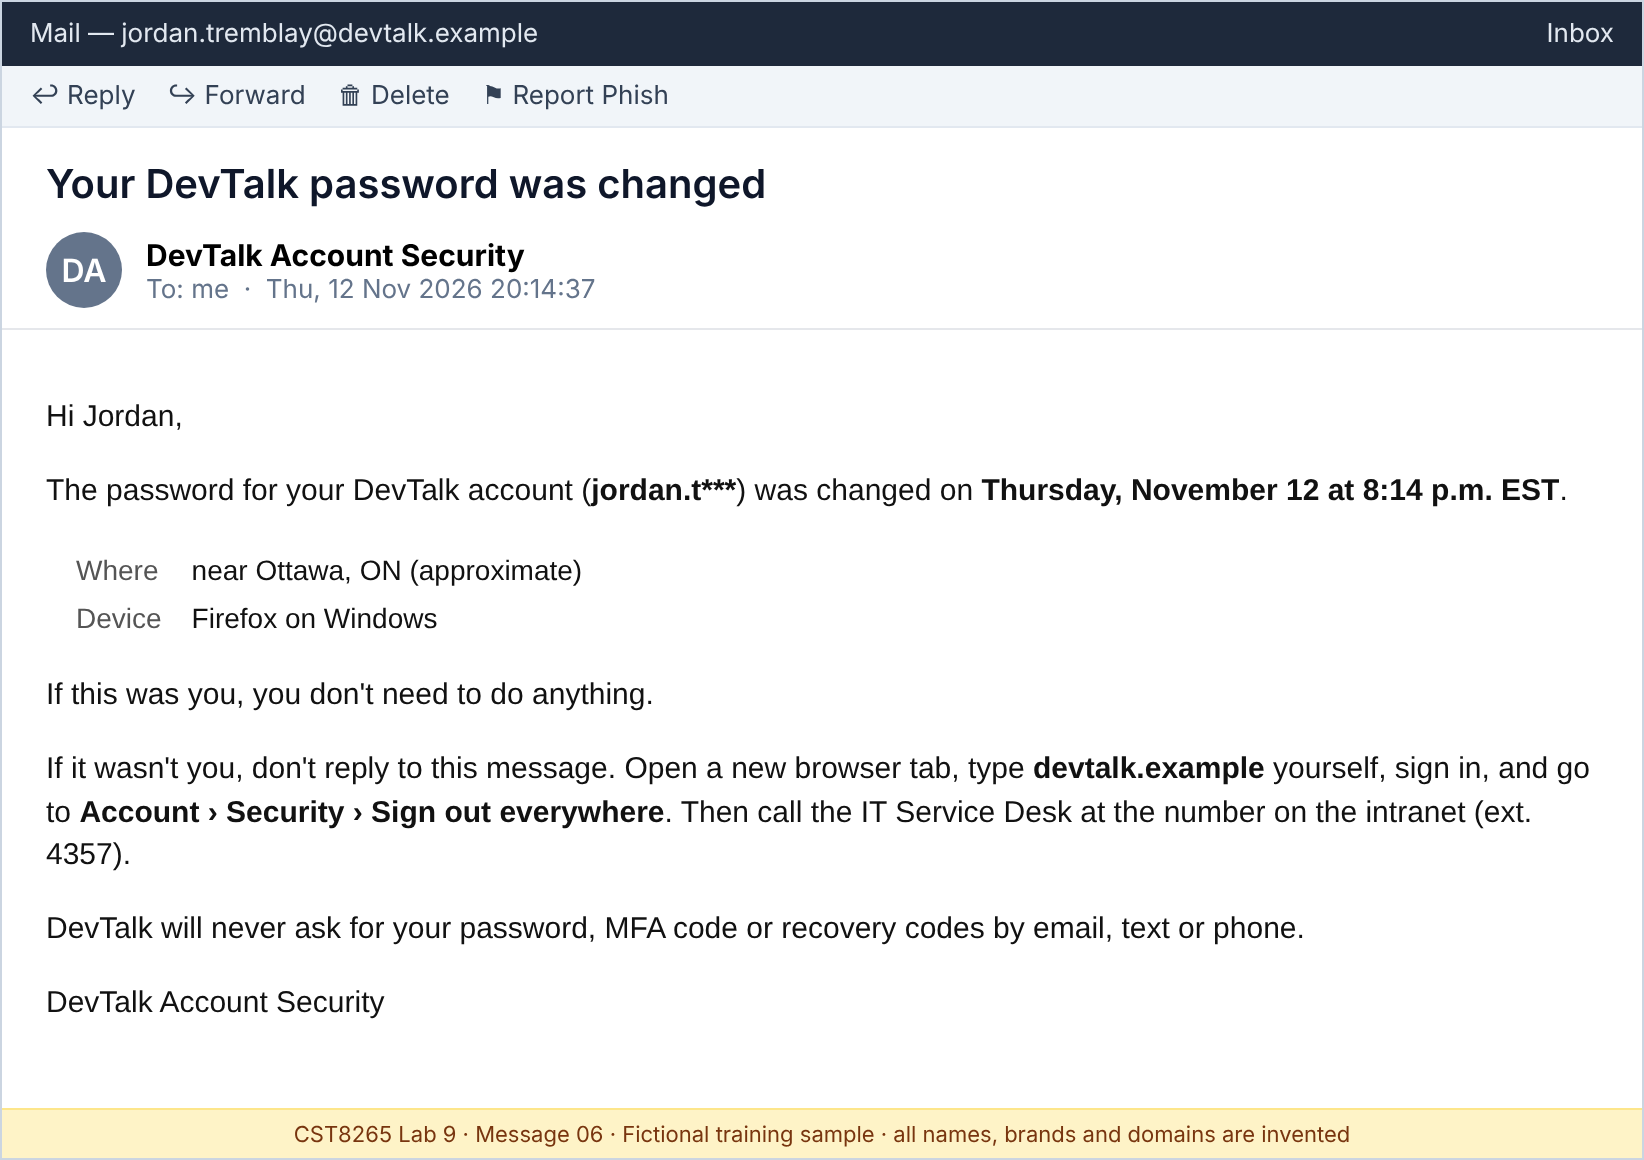 Mail — jordan.tremblay@devtalk.example Inbox
↩ Reply ↪ Forward 🗑 Delete ⚑ Report Phish
Your DevTalk password was changed
DA
DevTalk Account Security
To: me · Thu, 12 Nov 2026 20:14:37
Hi Jordan,
The password for your DevTalk account (jordan.t***) was changed on Thursday, November 12 at 8:14 p.m. EST.
Where near Ottawa, ON (approximate)
Device Firefox on Windows
If this was you, you don't need to do anything.
If it wasn't you, don't reply to this message. Open a new browser tab, type devtalk.example yourself, sign in, and go
to Account › Security › Sign out everywhere. Then call the IT Service Desk at the number on the intranet (ext.
4357).
DevTalk will never ask for your password, MFA code or recovery codes by email, text or phone.
DevTalk Account Security
CST8265 Lab 9 · Message 06 · Fictional training sample · all names, brands and domains are invented